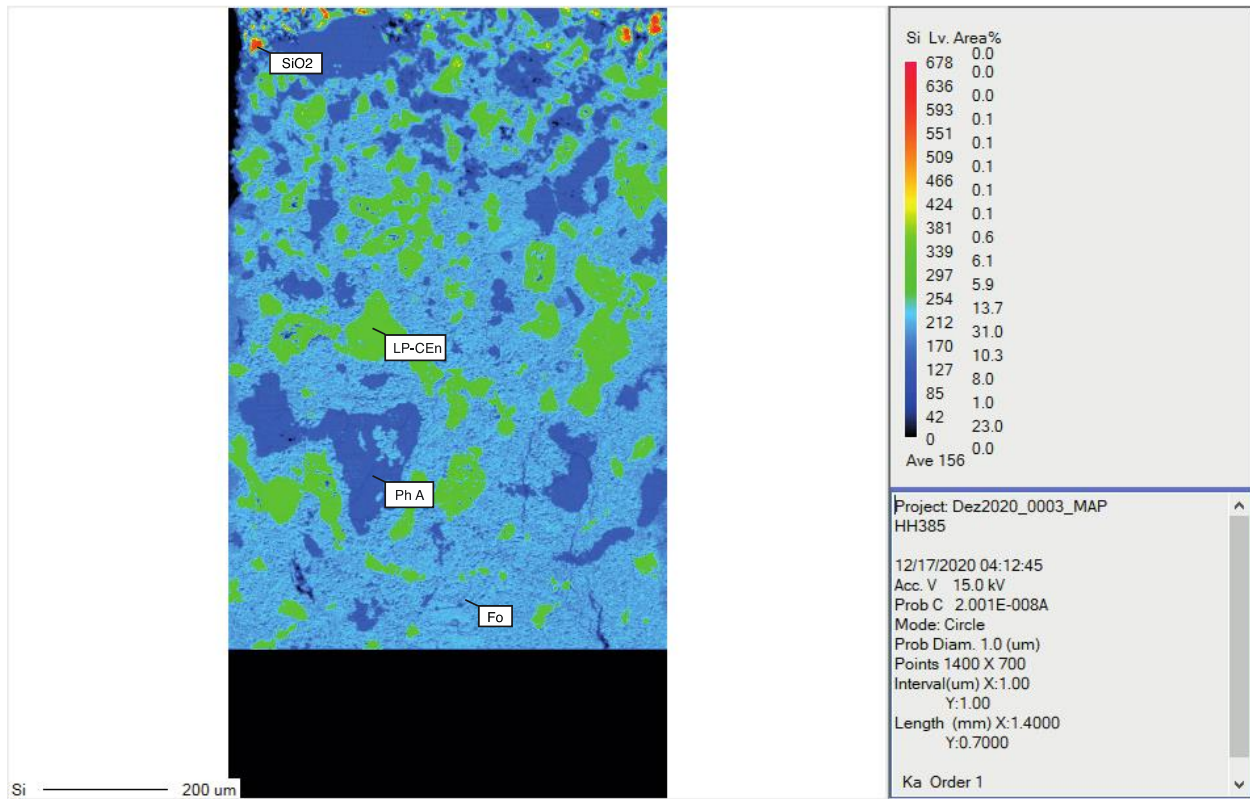 SiO2
LP-CEn
Ph A
Fo
Si 200 um
Si Lv. Area%
0.0
678 0.0
636 0.0
593 0.1
551 0.1
509 0.1
466 0.1
424 0.1
381 0.6
339 6.1
297 5.9
254 13.7
212 31.0
170 10.3
127 8.0
85 1.0
42 23.0
0 0.0
Ave 156
Project: Dez2020_0003_MAP
HH385
12/17/2020 04:12:45
Acc. V 15.0 kV
Prob C 2.001E-008A
Mode: Circle
Prob Diam. 1.0 (um)
Points 1400 X 700
Interval(um) X:1.00
Y:1.00
Length (mm) X:1.4000
Y:0.7000
Ka Order 1